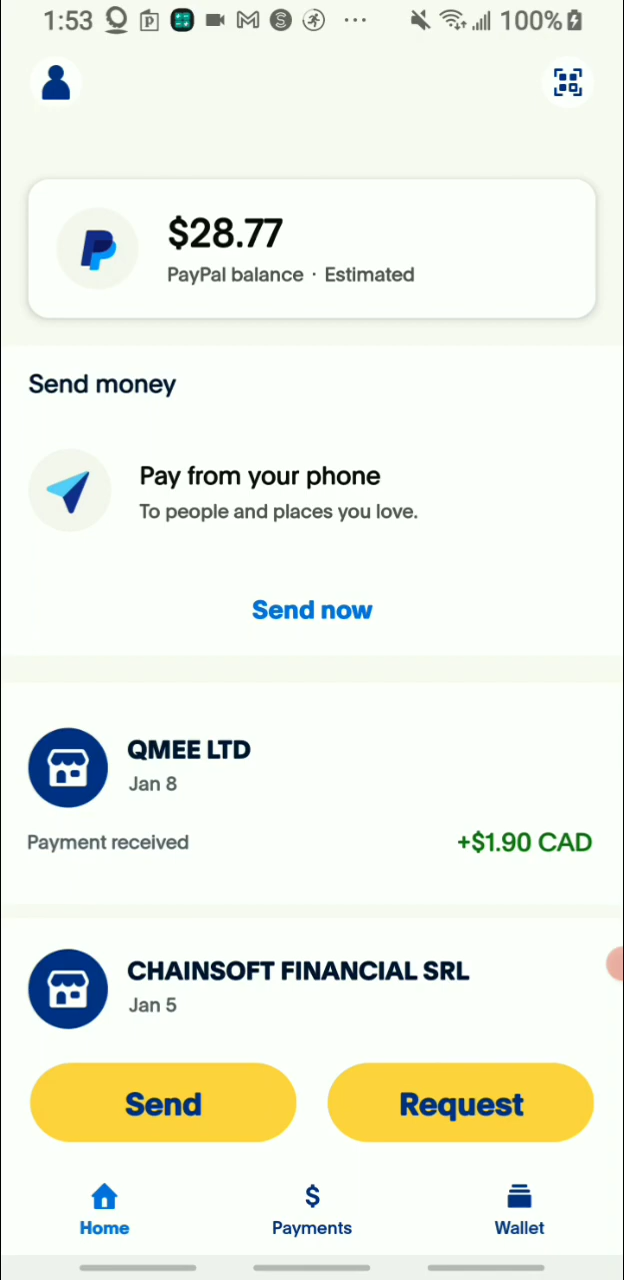 1:53
100%
$28.77
PayPal balance · Estimated
Send money
Pay from your phone
To people and places you love.
Send now
QMEE LTD
Jan 8
Payment received
+$1.90 CAD
CHAINSOFT FINANCIAL SRL
Jan 5
Send
Request
Home
Payments
Wallet